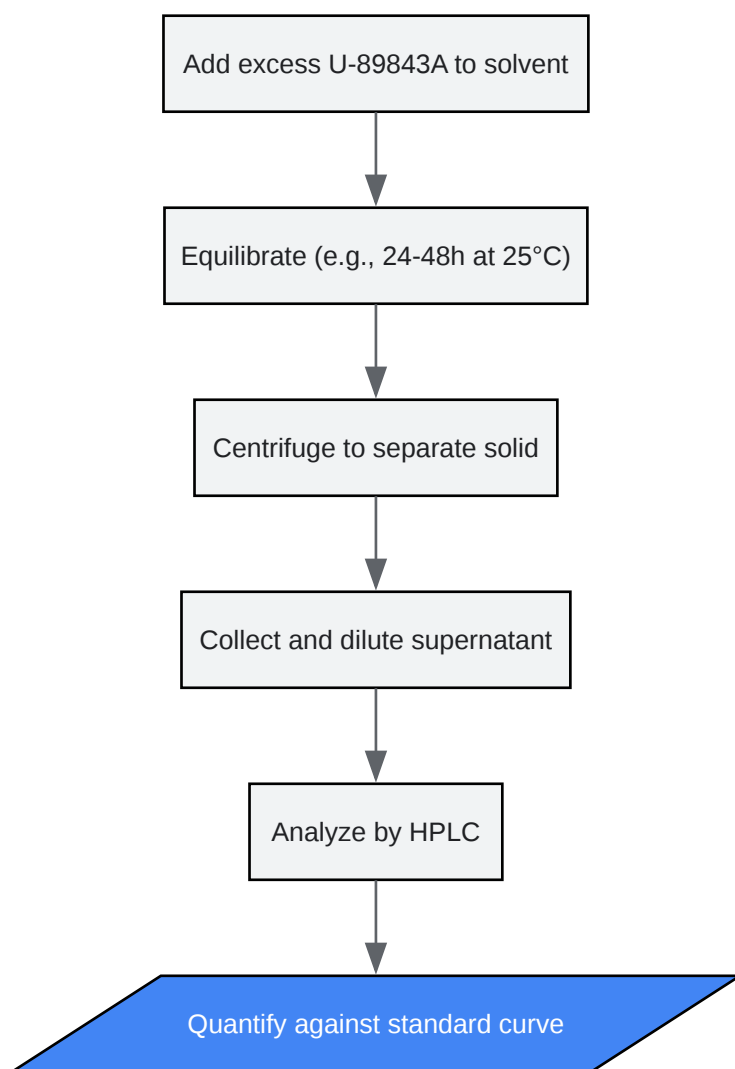 Add excess U-89843A to solvent
Equilibrate (e.g., 24-48h at 25°C)
Centrifuge to separate solid
Collect and dilute supernatant
Analyze by HPLC
Quantify against standard curve